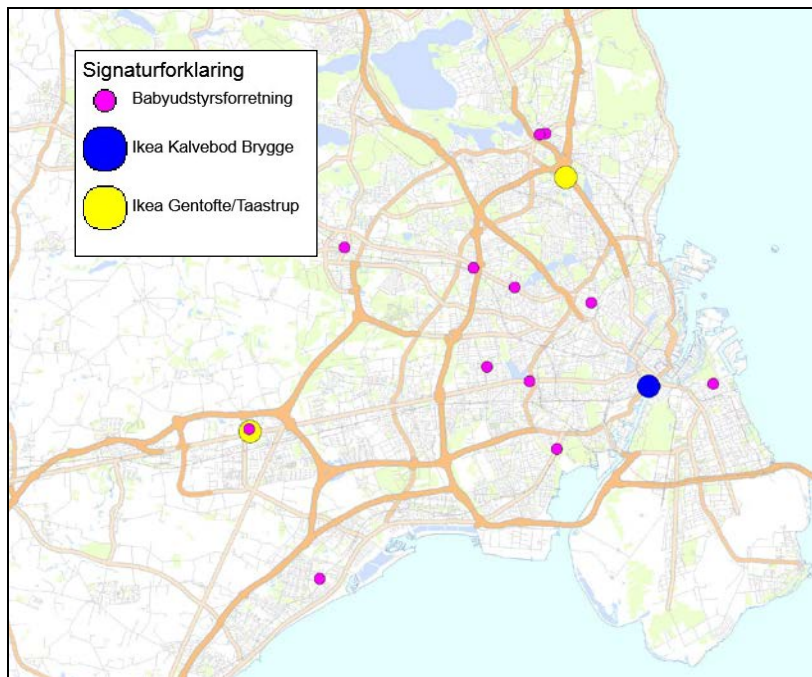 Signaturforklaring
Babyudstyrsforretning
Ikea Kalvebod Brygge
Ikea Gentofte/Taastrup